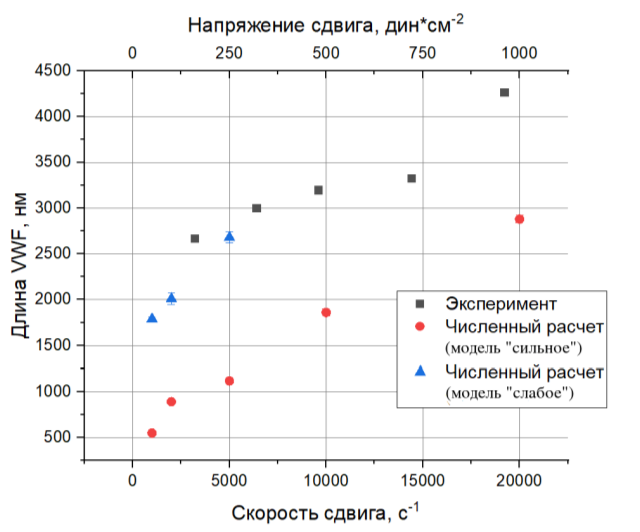 Напряжение сдвига, дин*см-2
0 250 500 750 1000
4500
4000
3500
3000
2500
2000
1500
1000
500
Длина VWF, нм
Эксперимент
Численный расчет
(модель "сильное")
Численный расчет
(модель "слабое")
0 5000 10000 15000 20000
Скорость сдвига, с-1